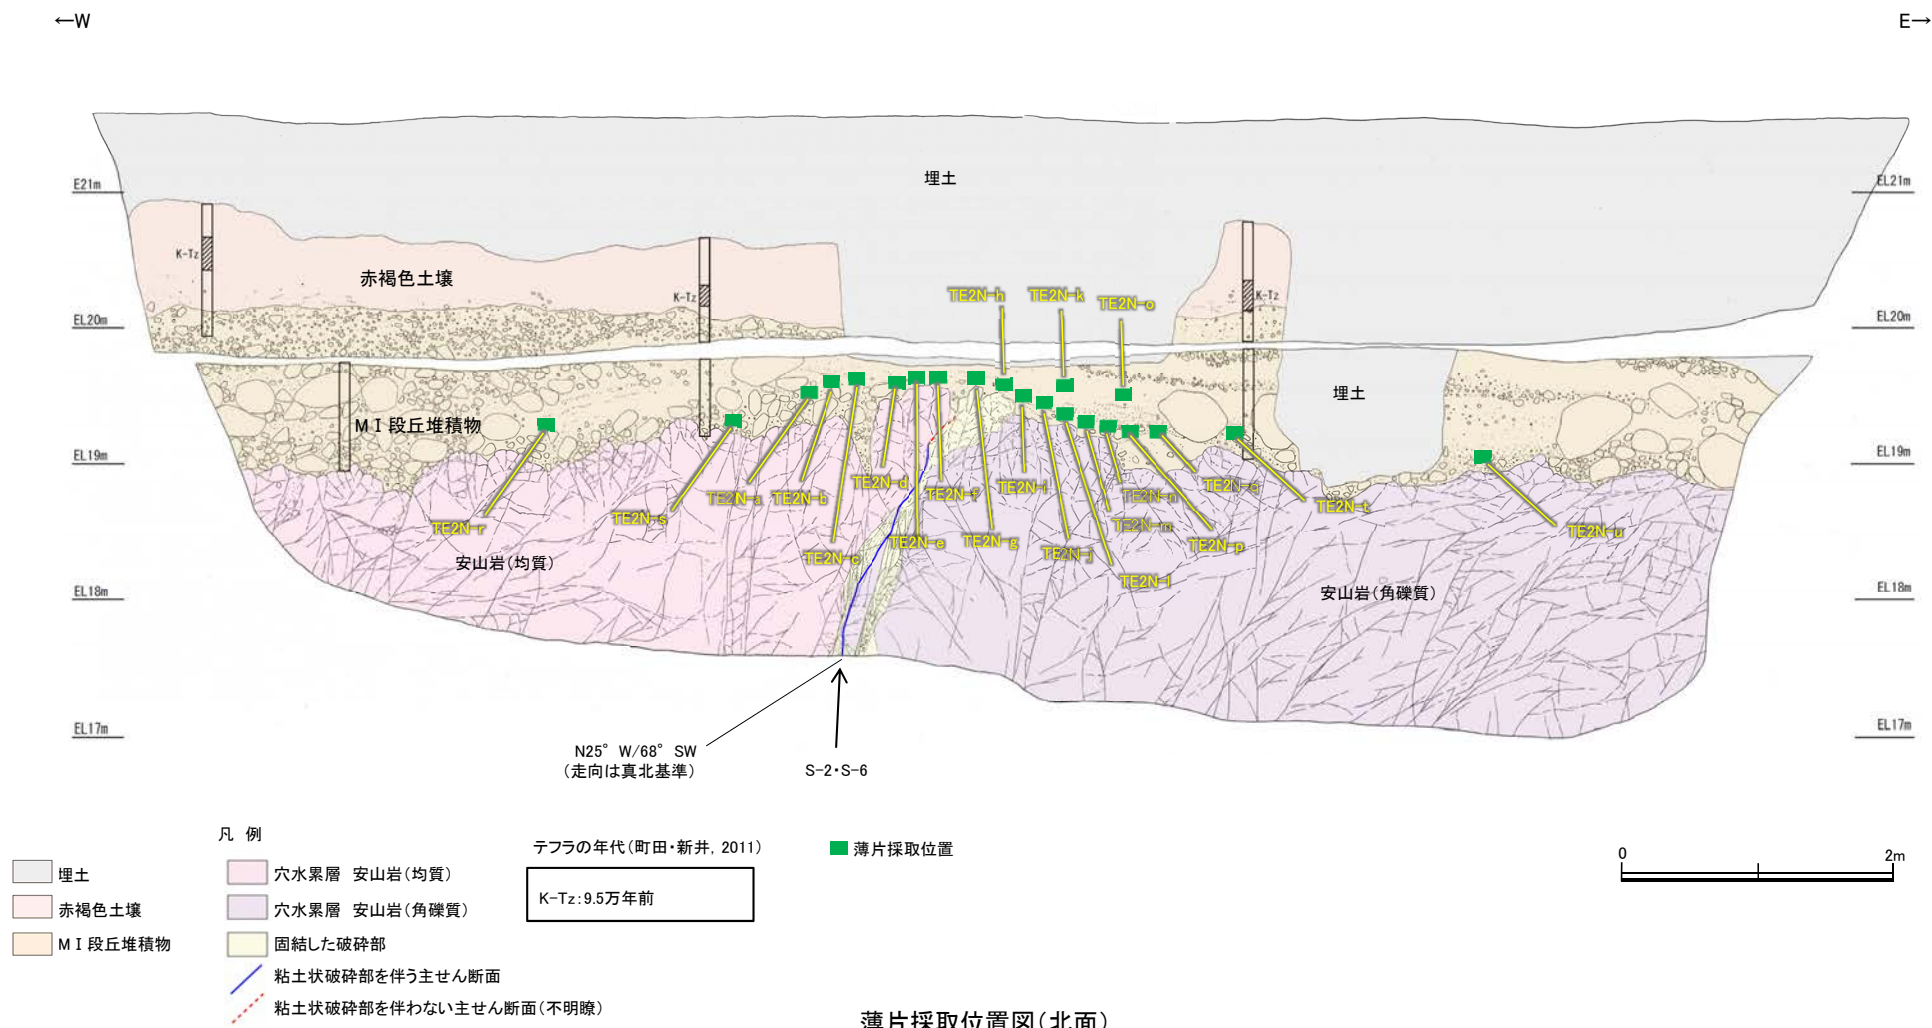 ←W
E→
埋土
E21m
EL21m
K-Tz
赤褐色土壌
K-Tz
K-Tz
TE2N-h
TE2N-k
TE2N-o
EL20m
EL20m
埋土
MⅠ段丘堆積物
EL19m
EL19m
TE2N-r
TE2N-s
TE2N-a
TE2N-b
TE2N-c
TE2N-d
TE2N-e
TE2N-f
TE2N-g
TE2N-i
TE2N-j
TE2N-l
TE2N-m
TE2N-n
TE2N-p
TE2N-q
TE2N-t
TE2N-u
安山岩(均質)
安山岩(角礫質)
EL18m
EL18m
EL17m
EL17m
N25° W/68° SW
(走向は真北基準)
S-2・S-6
凡 例
埋土
赤褐色土壌
MⅠ段丘堆積物
穴水累層 安山岩(均質)
穴水累層 安山岩(角礫質)
固結した破砕部
粘土状破砕部を伴う主せん断面
粘土状破砕部を伴わない主せん断面(不明瞭)
テフラの年代(町田・新井, 2011)
K-Tz:9.5万年前
薄片採取位置
0 2m
薄片採取位置図(北面)